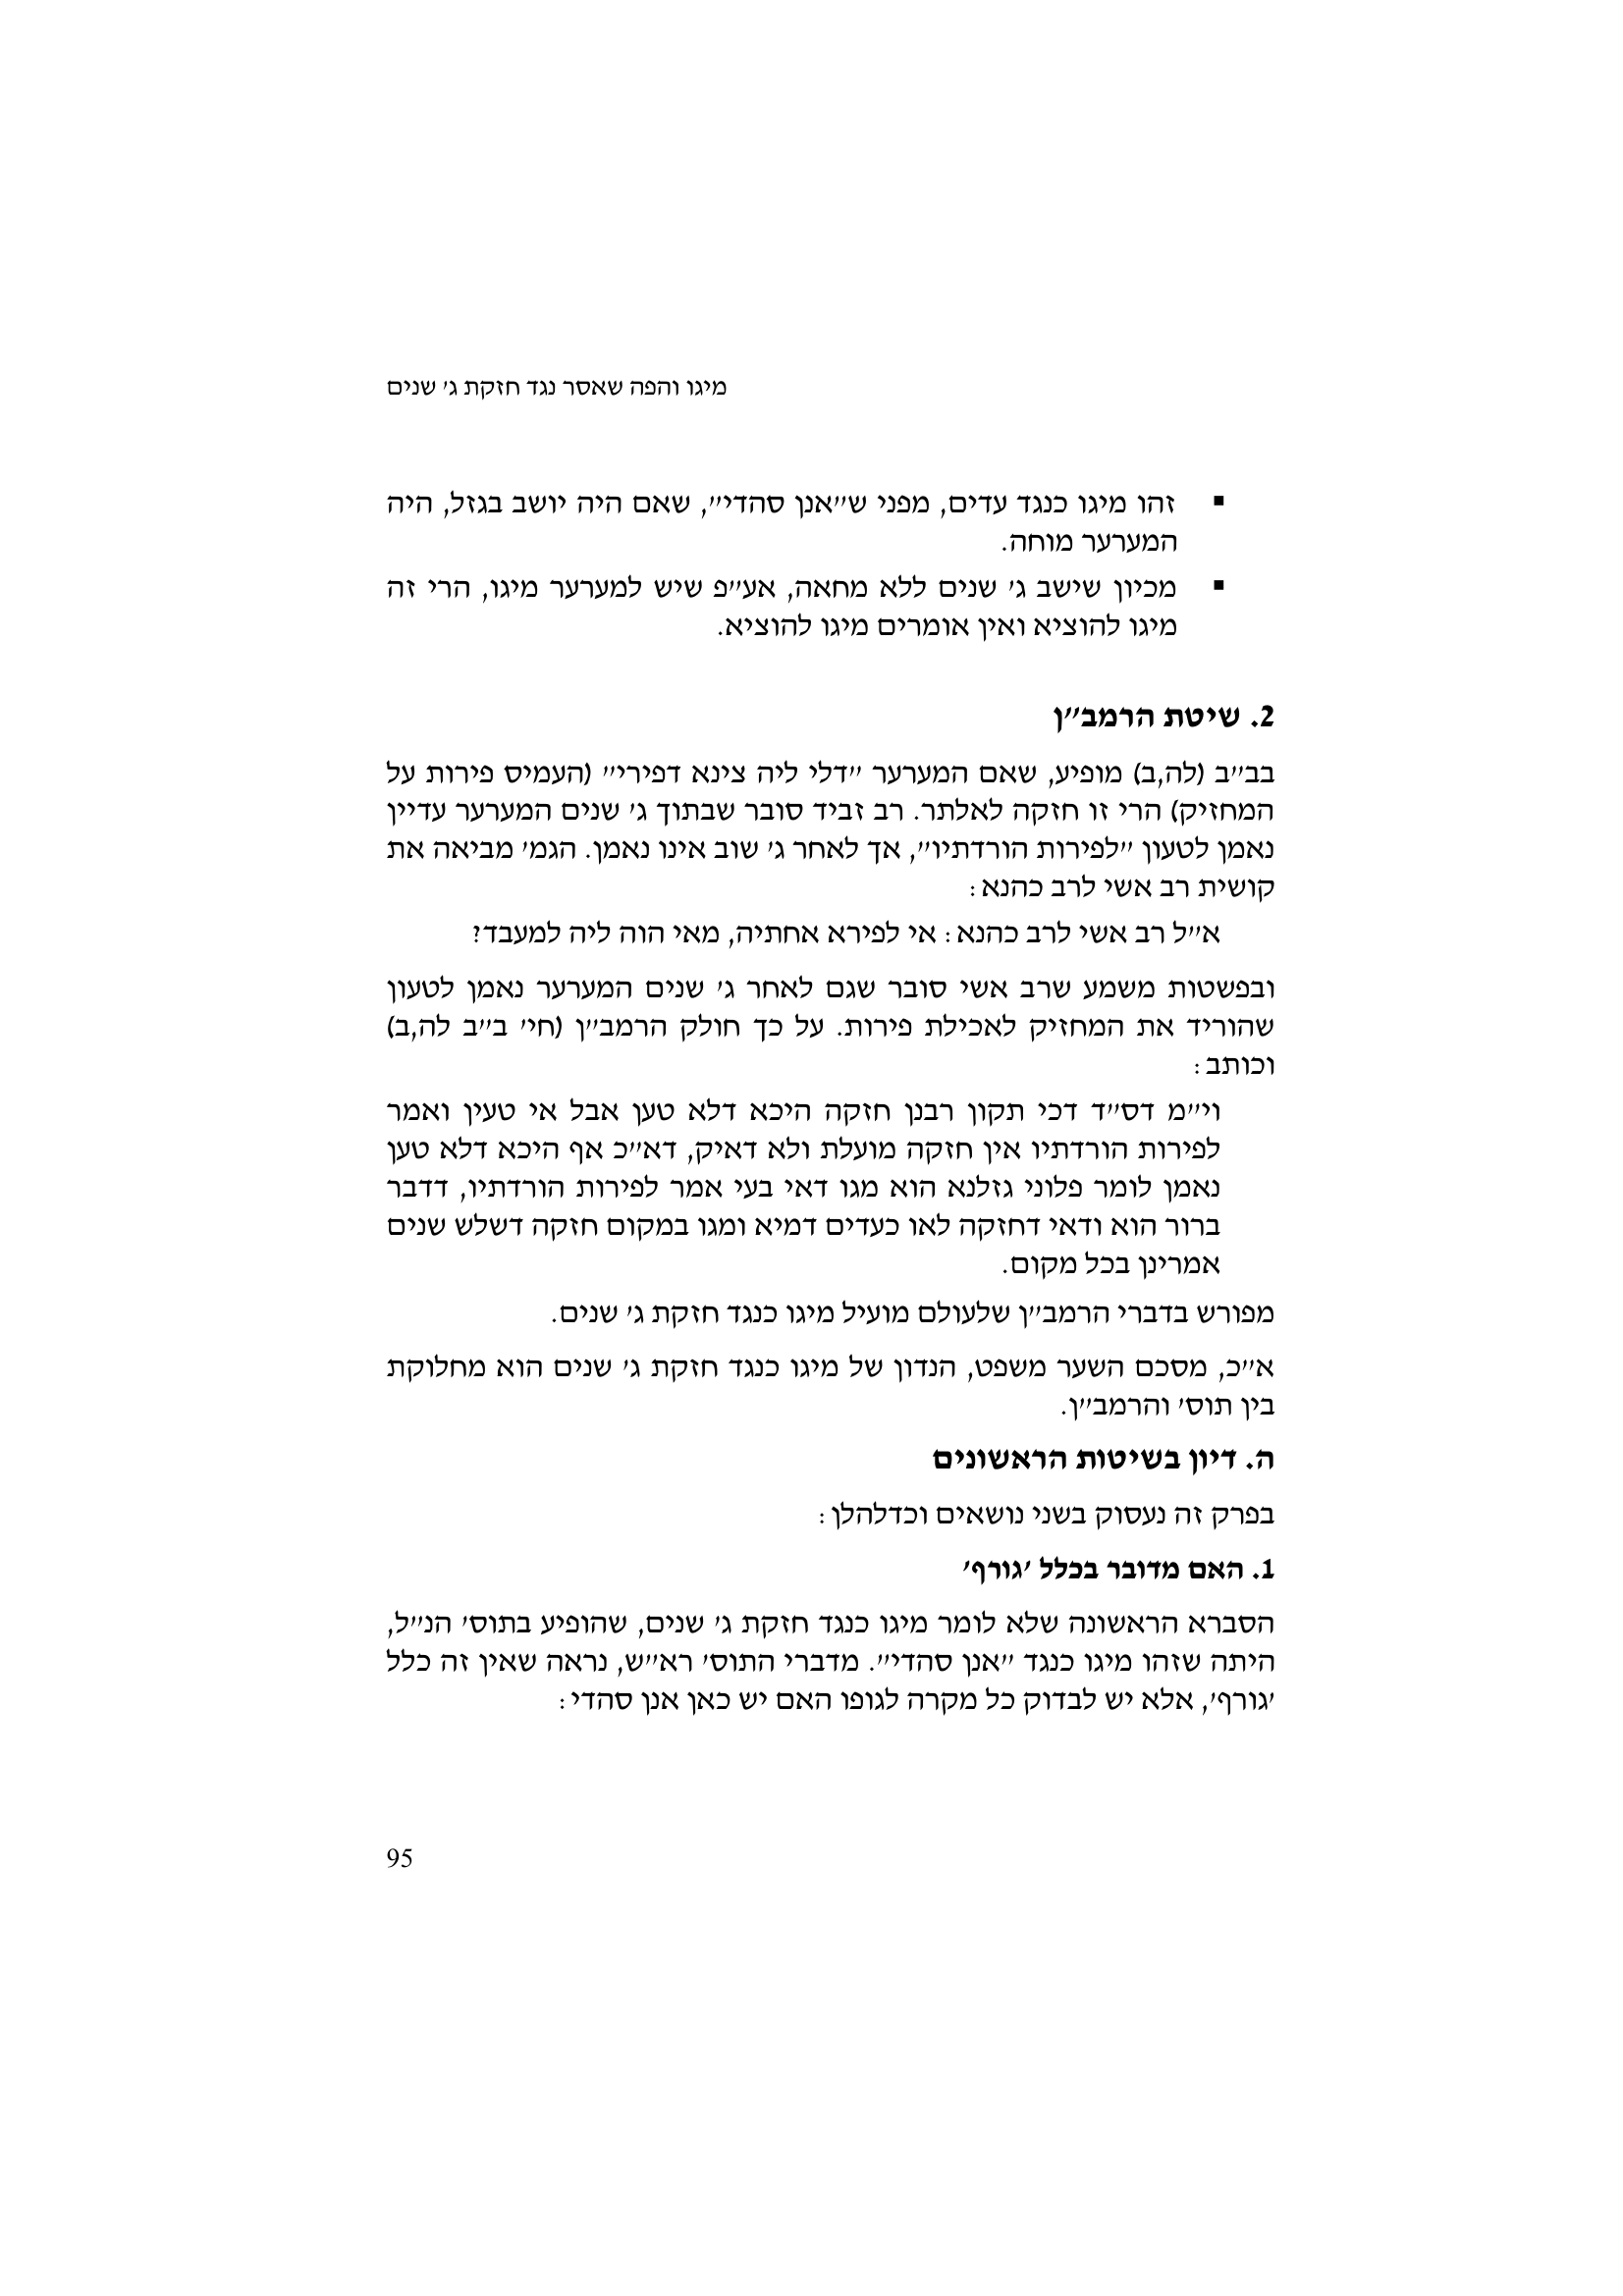 מיגו והפה שאסר נגד חזקת ג' שנים
▪ זהו מיגו כנגד עדים, מפני ש"אנן סהדי", שאם היה יושב בגזל, היה
המערער מוחה.
▪ מכיון שישב ג' שנים ללא מחאה, אע"פ שיש למערער מיגו, הרי זה
מיגו להוציא ואין אומרים מיגו להוציא.
2. שיטת הרמב"ן
בב"ב (לה,ב) מופיע, שאם המערער "דלי ליה צינא דפירי" (העמיס פירות על
המחזיק) הרי זו חזקה לאלתר. רב זביד סובר שבתוך ג' שנים המערער עדיין
נאמן לטעון "לפירות הורדתיו", אך לאחר ג' שוב אינו נאמן. הגמ' מביאה את
קושית רב אשי לרב כהנא:
א"ל רב אשי לרב כהנא: אי לפירא אחתיה, מאי הוה ליה למעבד?
ובפשטות משמע שרב אשי סובר שגם לאחר ג' שנים המערער נאמן לטעון
שהוריד את המחזיק לאכילת פירות. על כך חולק הרמב"ן (חי' ב"ב לה,ב)
וכותב:
וי"מ דס"ד דכי תקון רבנן חזקה היכא דלא טען אבל אי טעין ואמר
לפירות הורדתיו אין חזקה מועלת ולא דאיק, דא"כ אף היכא דלא טען
נאמן לומר פלוני גזלנא הוא מגו דאי בעי אמר לפירות הורדתיו, דדבר
ברור הוא ודאי דחזקה לאו כעדים דמיא ומגו במקום חזקה דשלש שנים
אמרינן בכל מקום.
מפורש בדברי הרמב"ן שלעולם מועיל מיגו כנגד חזקת ג' שנים.
א"כ, מסכם השער משפט, הנדון של מיגו כנגד חזקת ג' שנים הוא מחלוקת
בין תוס' והרמב"ן.
ה. דיון בשיטות הראשונים
בפרק זה נעסוק בשני נושאים וכדלהלן:
1. האם מדובר בכלל 'גורף'
הסברא הראשונה שלא לומר מיגו כנגד חזקת ג' שנים, שהופיע בתוס' הנ"ל,
היתה שזהו מיגו כנגד "אנן סהדי". מדברי התוס' רא"ש, נראה שאין זה כלל
'גורף', אלא יש לבדוק כל מקרה לגופו האם יש כאן אנן סהדי:
95